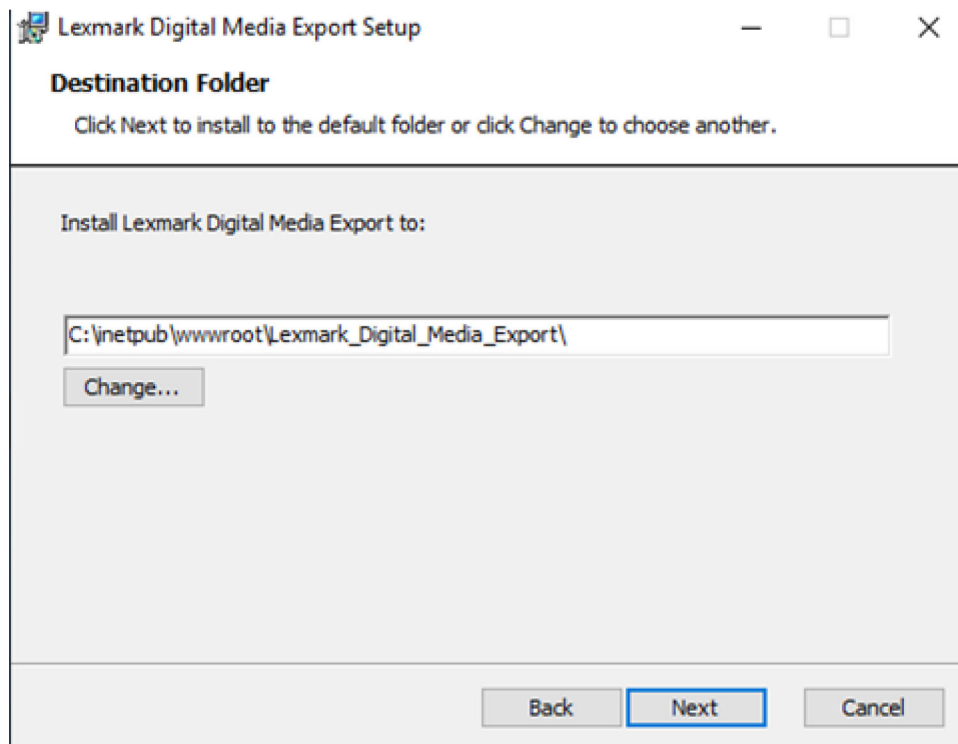 Lexmark Digital Media Export Setup
Destination Folder
Click Next to install to the default folder or click Change to choose another.
Install Lexmark Digital Media Export to:
C:\inetpub\wwwroot\Lexmark_Digital_Media_Export\
Change...
Back Next Cancel